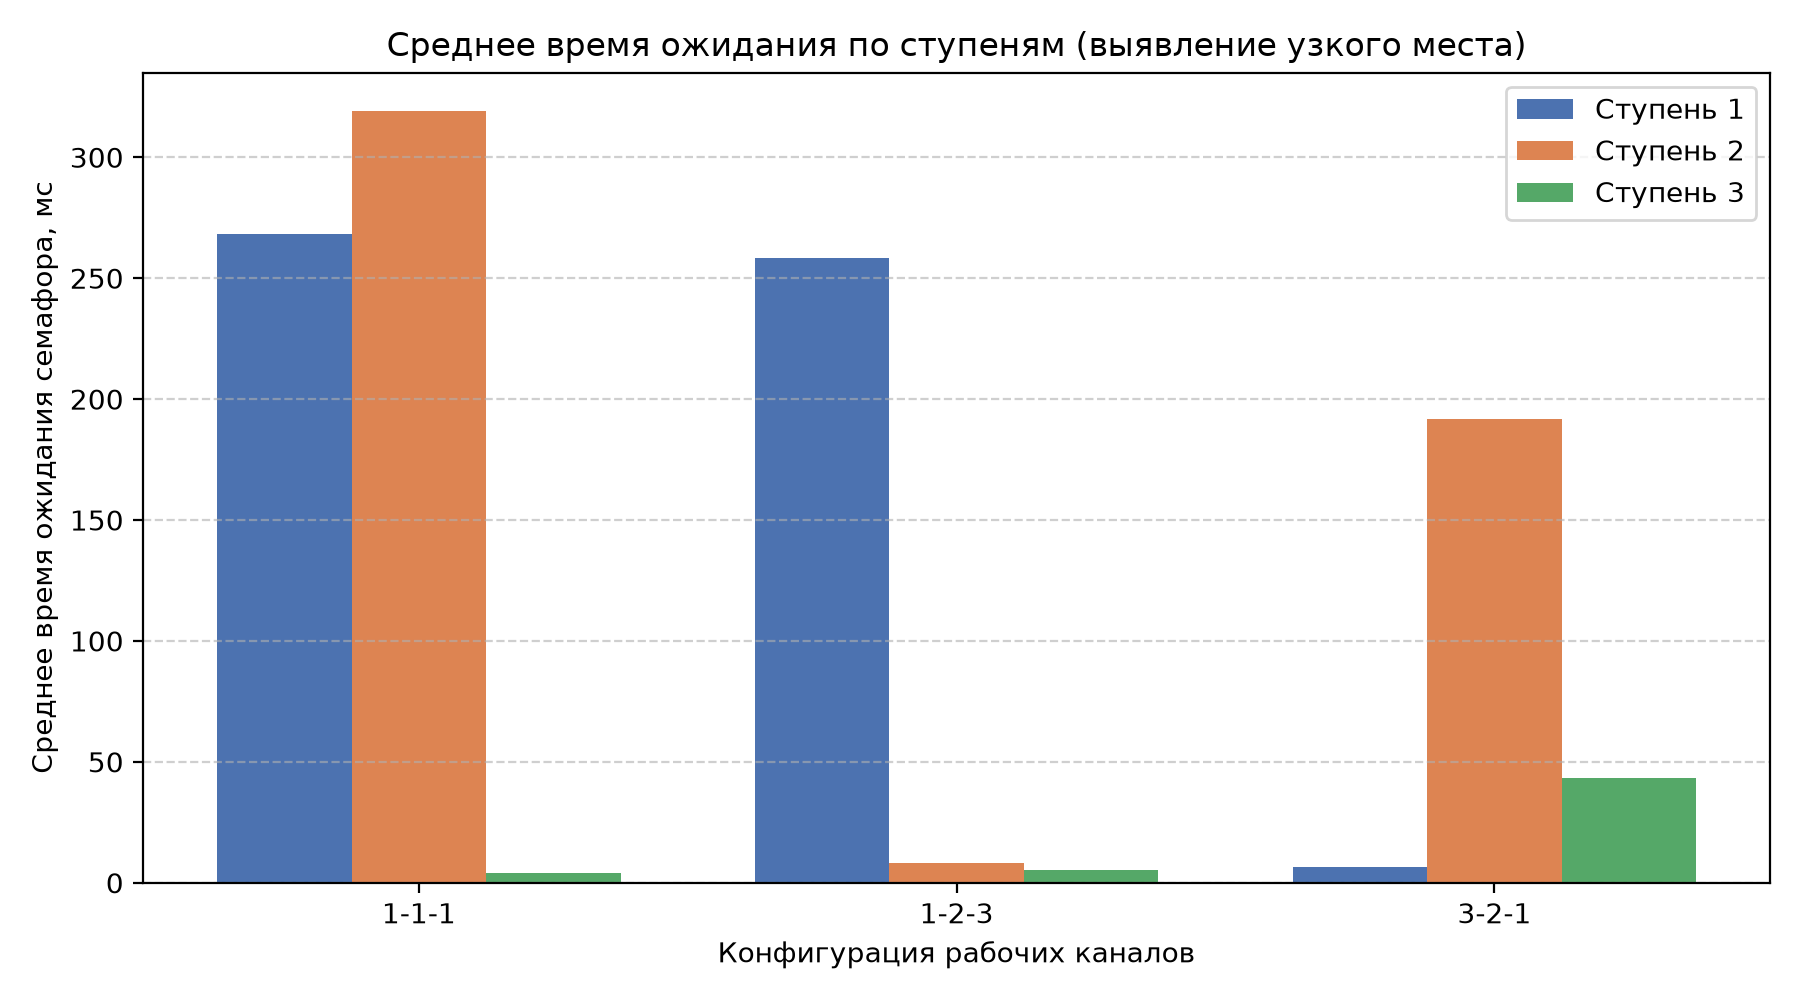 Среднее время ожидания по ступеням (выявление узкого места)
Ступень 1
Ступень 2
Ступень 3
Среднее время ожидания семафора, мс
300
250
200
150
100
50
0
1-1-1
1-2-3
3-2-1
Конфигурация рабочих каналов